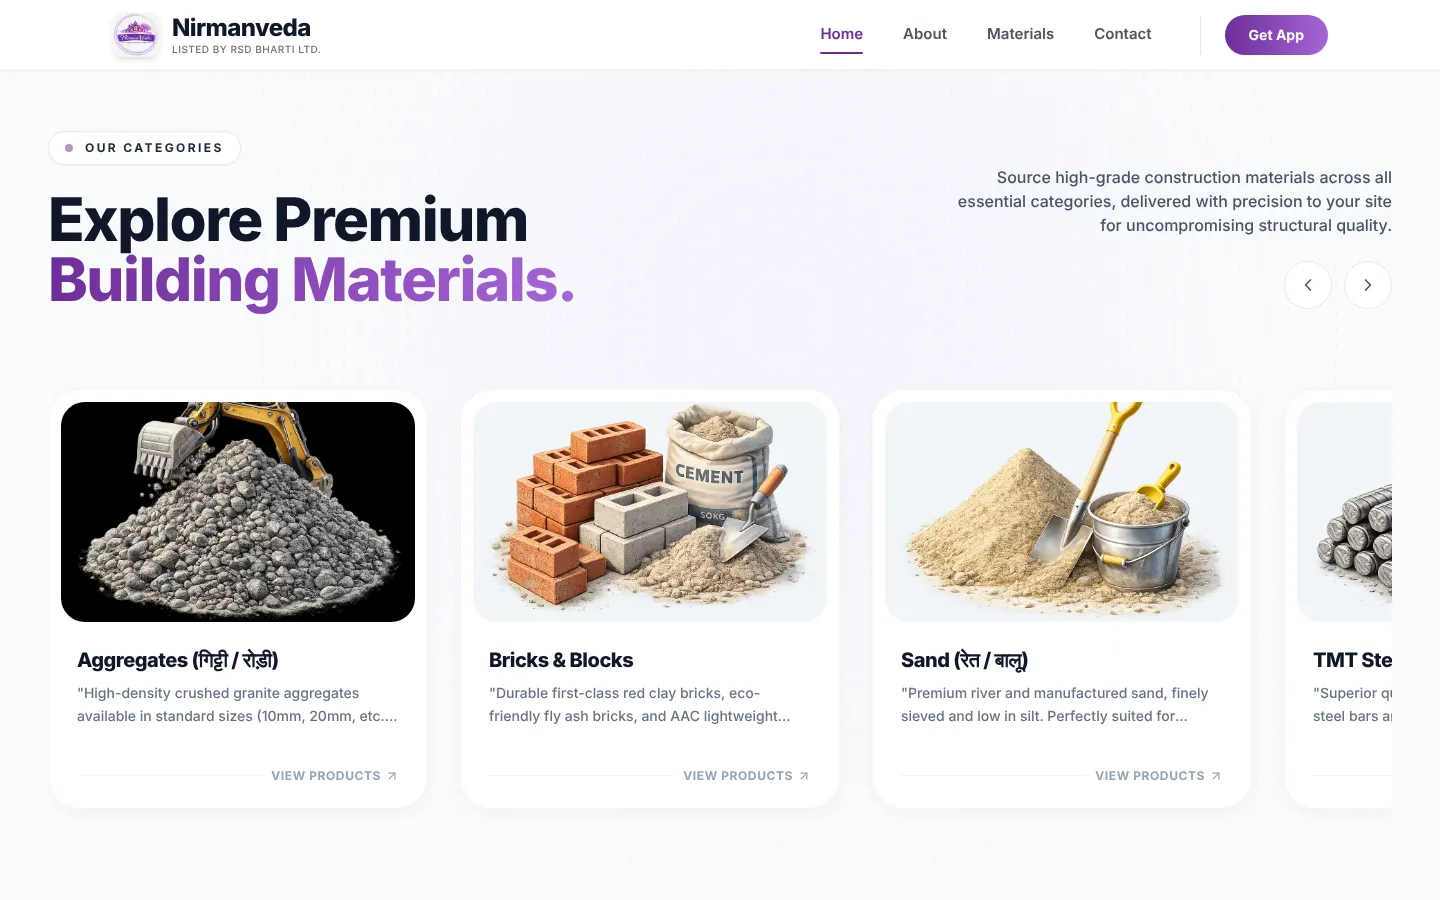 Nirmanveda
LISTED BY RSD BHARTI LTD.
Home
About
Materials
Contact
Get App
OUR CATEGORIES
Explore Premium
Building Materials.
Source high-grade construction materials across all
essential categories, delivered with precision to your site
for uncompromising structural quality.
CEMENT
50KG
Aggregates (गिट्टी / रोड़ी)
"High-density crushed granite aggregates
available in standard sizes (10mm, 20mm, etc....
VIEW PRODUCTS
Bricks & Blocks
"Durable first-class red clay bricks, eco-
friendly fly ash bricks, and AAC lightweight...
VIEW PRODUCTS
Sand (रेत / बालू)
"Premium river and manufactured sand, finely
sieved and low in silt. Perfectly suited for...
VIEW PRODUCTS
TMT Ste
"Superior qu
steel bars a